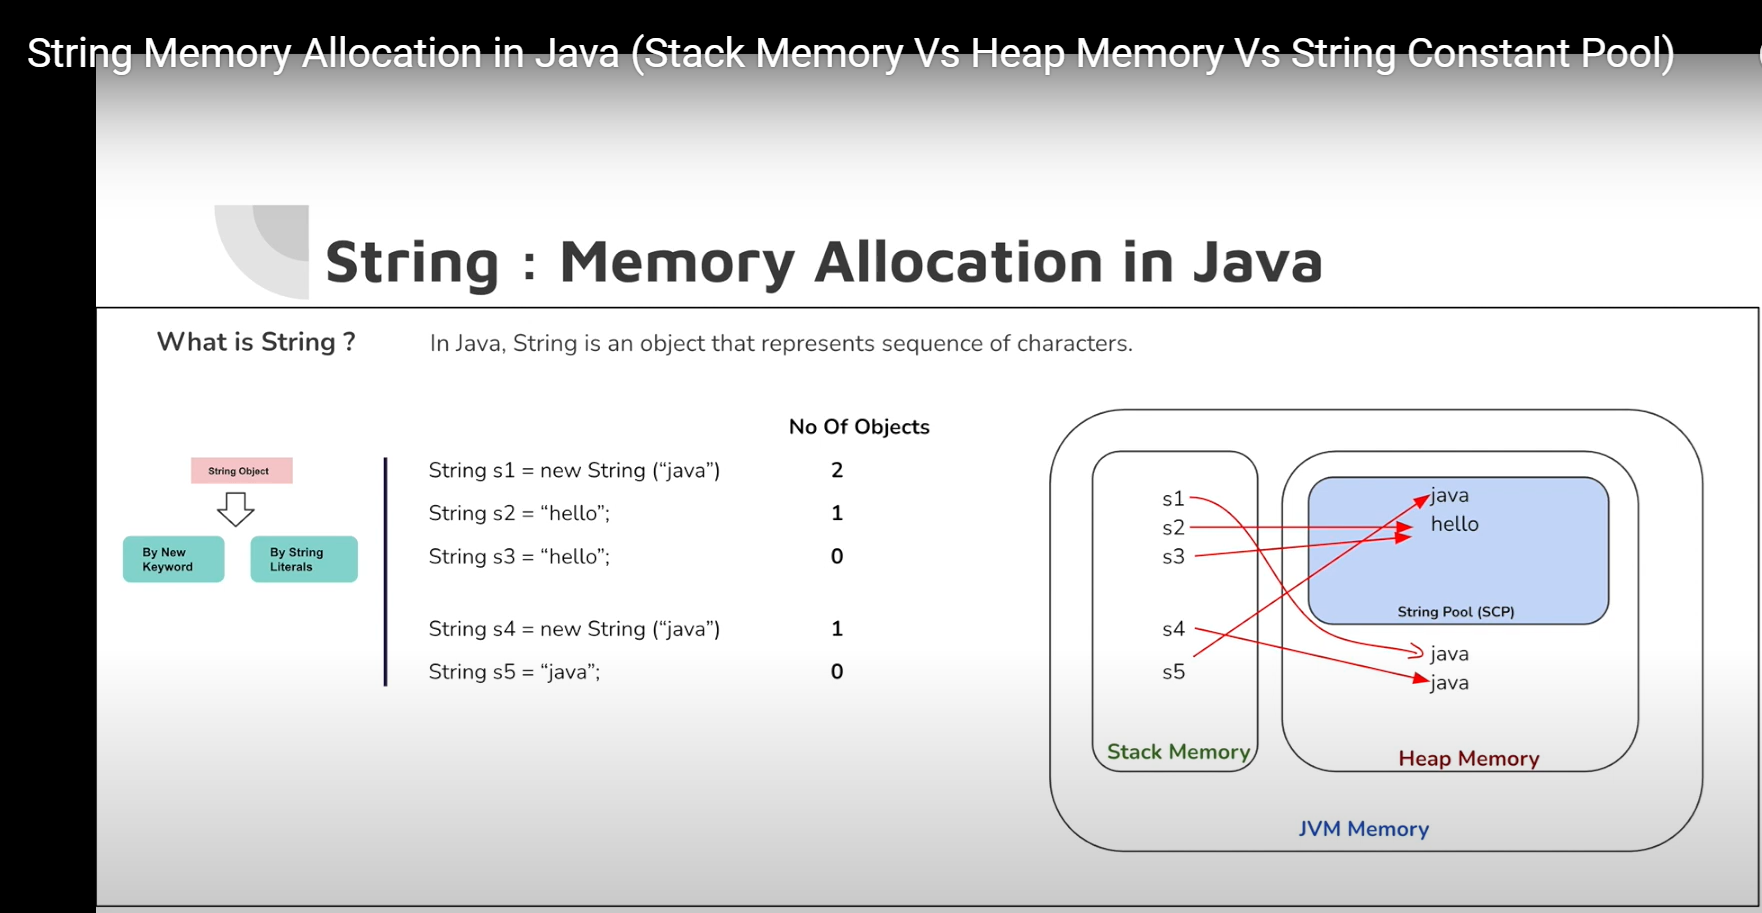 String Memory Allocation in Java (Stack Memory Vs Heap Memory Vs String Constant Pool)
String : Memory Allocation in Java
What is String ?
In Java, String is an object that represents sequence of characters.
No Of Objects
String Object
By New
Keyword
By String
Literals
String s1 = new String (“java”) 2
String s2 = “hello”; 1
String s3 = “hello”; 0
String s4 = new String (“java”) 1
String s5 = “java”; 0
s1
s2
s3
s4
s5
Stack Memory
java
hello
String Pool (SCP)
java
java
Heap Memory
JVM Memory